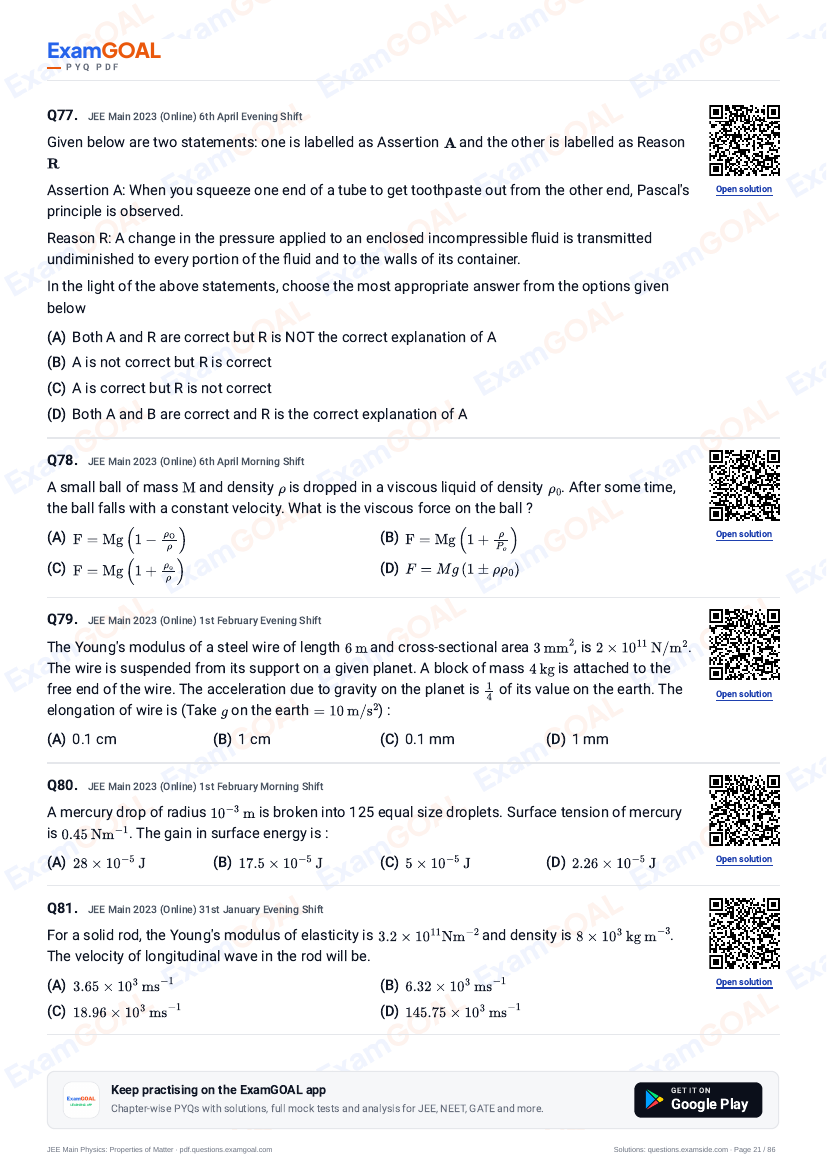 ExamGOAL
PYQ PDF
Q77. JEE Main 2023 (Online) 6th April Evening Shift
Given below are two statements: one is labelled as Assertion A and the other is labelled as Reason
R
Assertion A: When you squeeze one end of a tube to get toothpaste out from the other end, Pascal's
principle is observed.
Reason R: A change in the pressure applied to an enclosed incompressible fluid is transmitted
undiminished to every portion of the fluid and to the walls of its container.
In the light of the above statements, choose the most appropriate answer from the options given
below
(A) Both A and R are correct but R is NOT the correct explanation of A
(B) A is not correct but R is correct
(C) A is correct but R is not correct
(D) Both A and B are correct and R is the correct explanation of A
Open solution
Q78. JEE Main 2023 (Online) 6th April Morning Shift
A small ball of mass M and density ρ is dropped in a viscous liquid of density ρ₀. After some time,
the ball falls with a constant velocity. What is the viscous force on the ball ?
(A) F = Mg (1 − ρ₀/ρ) (B) F = Mg (1 + ρ/Pₒ)
(C) F = Mg (1 + ρₒ/ρ) (D) F = Mg (1 ± ρρ₀)
Open solution
Q79. JEE Main 2023 (Online) 1st February Evening Shift
The Young's modulus of a steel wire of length 6 m and cross-sectional area 3 mm², is 2 × 10¹¹ N/m².
The wire is suspended from its support on a given planet. A block of mass 4 kg is attached to the
free end of the wire. The acceleration due to gravity on the planet is 1/4 of its value on the earth. The
elongation of wire is (Take g on the earth = 10 m/s²) :
(A) 0.1 cm (B) 1 cm (C) 0.1 mm (D) 1 mm
Open solution
Q80. JEE Main 2023 (Online) 1st February Morning Shift
A mercury drop of radius 10⁻³ m is broken into 125 equal size droplets. Surface tension of mercury
is 0.45 Nm⁻¹. The gain in surface energy is :
(A) 28 × 10⁻⁵ J (B) 17.5 × 10⁻⁵ J (C) 5 × 10⁻⁵ J (D) 2.26 × 10⁻⁵ J
Open solution
Q81. JEE Main 2023 (Online) 31st January Evening Shift
For a solid rod, the Young's modulus of elasticity is 3.2 × 10¹¹Nm⁻² and density is 8 × 10³ kg m⁻³.
The velocity of longitudinal wave in the rod will be.
(A) 3.65 × 10³ ms⁻¹ (B) 6.32 × 10³ ms⁻¹
(C) 18.96 × 10³ ms⁻¹ (D) 145.75 × 10³ ms⁻¹
Open solution
ExamGOAL
Keep practising on the ExamGOAL app
Chapter-wise PYQs with solutions, full mock tests and analysis for JEE, NEET, GATE and more.
GET IT ON
Google Play
JEE Main Physics: Properties of Matter · pdf.questions.examgoal.com Solutions: questions.examside.com · Page 21 / 86